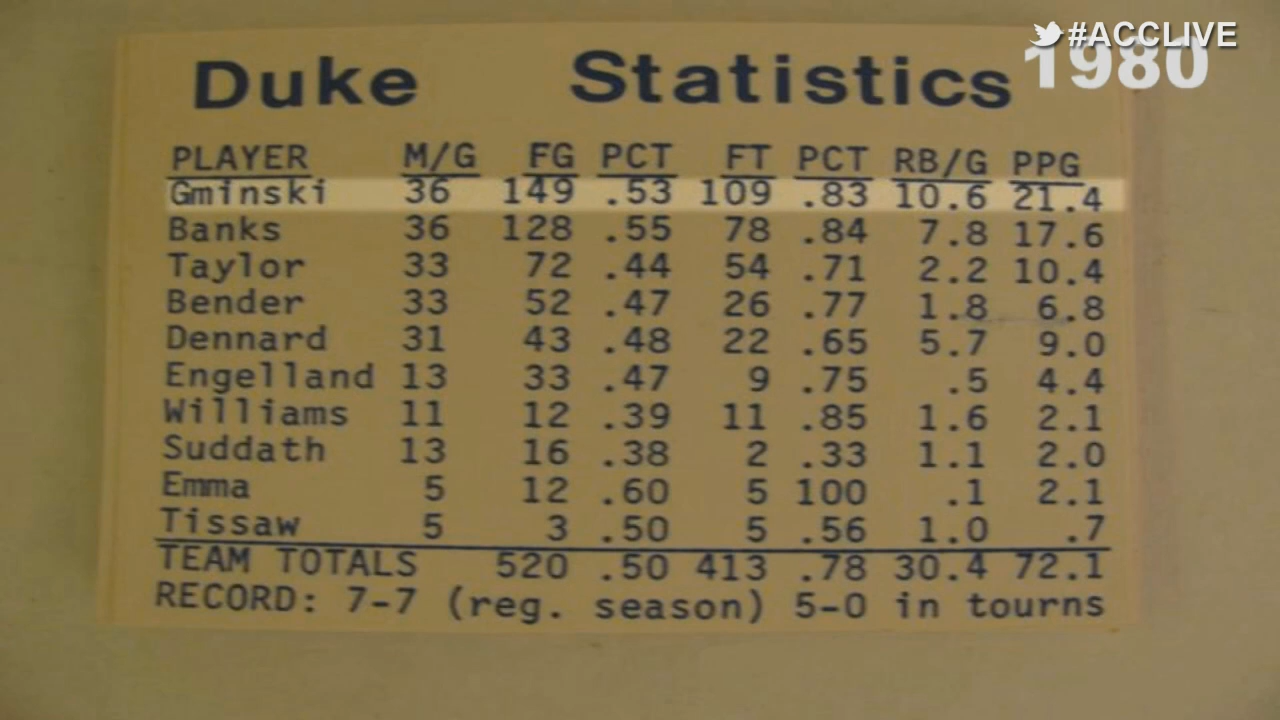 #ACCLIVE
1980
Duke Statistics
PLAYER M/G FG PCT FT PCT RB/G PPG
Gminski 36 149 .53 109 .83 10.6 21.4
Banks 36 128 .55 78 .84 7.8 17.6
Taylor 33 72 .44 54 .71 2.2 10.4
Bender 33 52 .47 26 .77 1.8 6.8
Dennard 31 43 .48 22 .65 5.7 9.0
Engelland 13 33 .47 9 .75 .5 4.4
Williams 11 12 .39 11 .85 1.6 2.1
Suddath 13 16 .38 2 .33 1.1 2.0
Emma 5 12 .60 5 100 .1 2.1
Tissaw 5 3 .50 5 .56 1.0 .7
TEAM TOTALS 520 .50 413 .78 30.4 72.1
RECORD: 7-7 (reg. season) 5-0 in tourns